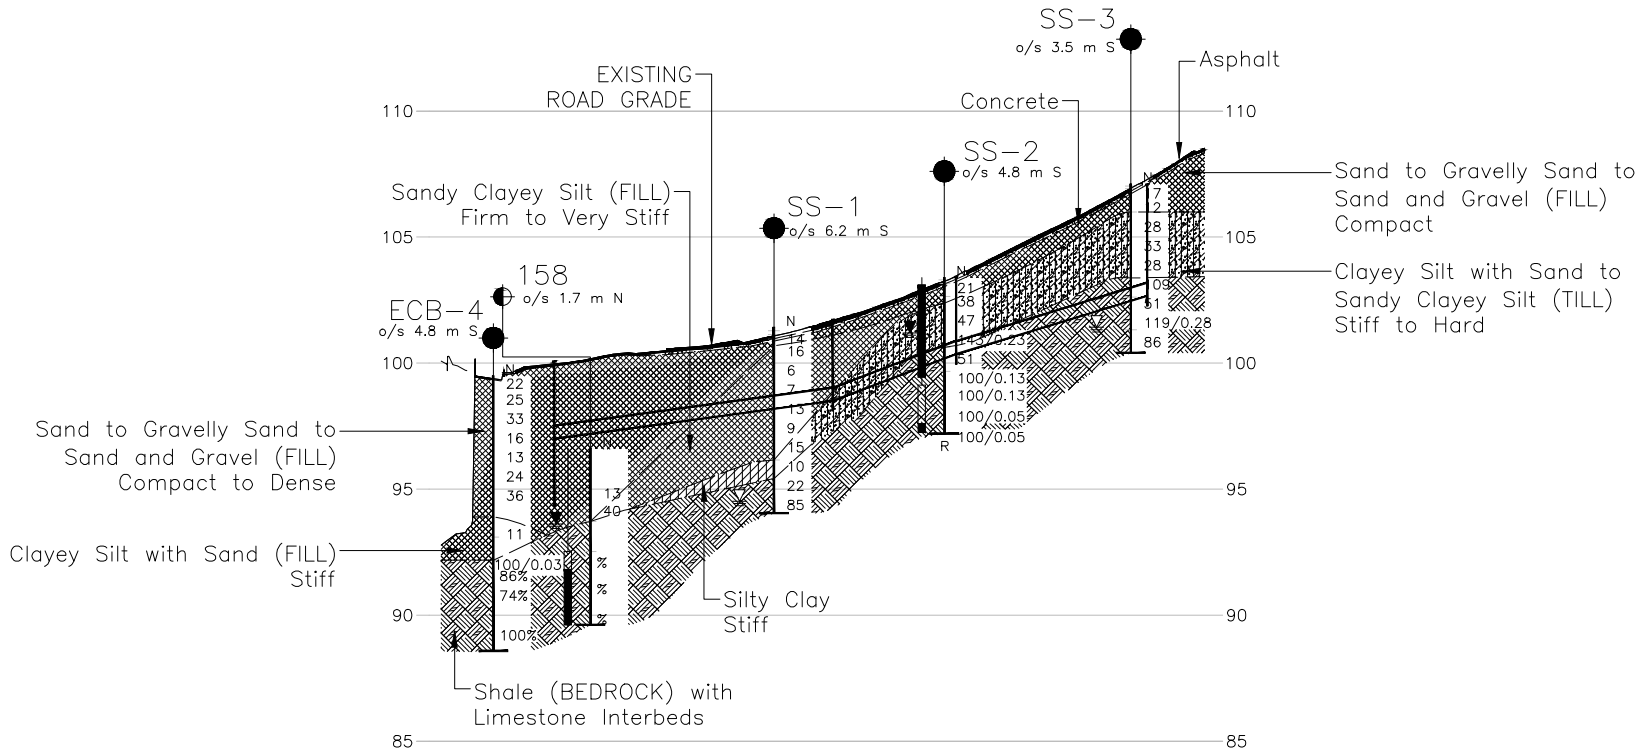 SS-3
o/s 3.5 m S
Asphalt
EXISTING
ROAD GRADE
Concrete
110
110
SS-2
o/s 4.8 m S
Sand to Gravelly Sand to
Sand and Gravel (FILL)
Compact
Sandy Clayey Silt (FILL)
Firm to Very Stiff
SS-1
o/s 6.2 m S
105
105
158
o/s 1.7 m N
ECB-4
o/s 4.8 m S
Clayey Silt with Sand to
Sandy Clayey Silt (TILL)
Stiff to Hard
100
100
N
17
12
28
33
28
109
51
119/0.28
86
N
21
38
47
143/0.23
51
100/0.13
100/0.13
100/0.05
100/0.05
R
N
14
16
6
7
13
9
15
10
22
85
N
22
25
33
16
13
24
36
11
100/0.03
86%
74%
100%
N
13
40
%
%
%
Sand to Gravelly Sand to
Sand and Gravel (FILL)
Compact to Dense
95
95
Clayey Silt with Sand (FILL)
Stiff
Silty Clay
Stiff
90
90
Shale (BEDROCK) with
Limestone Interbeds
85
85